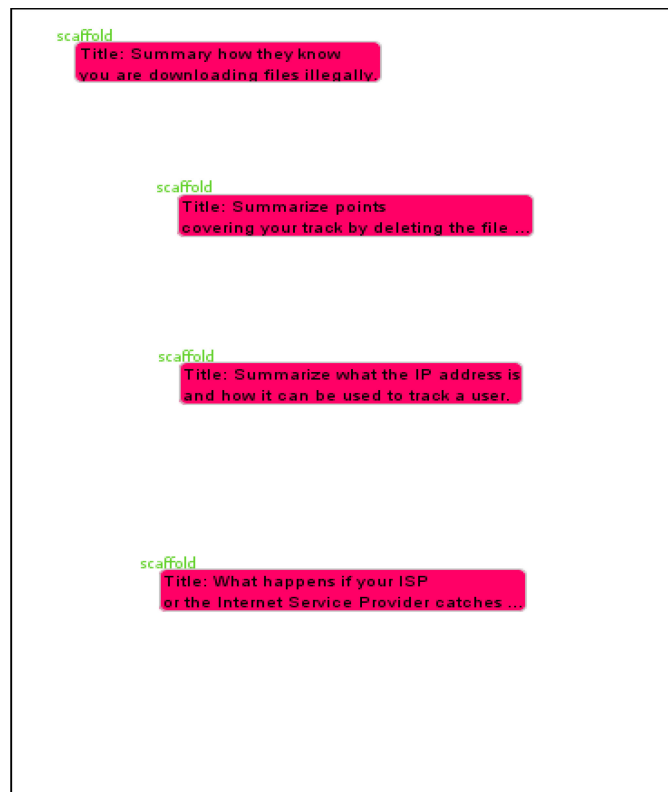 scaffold
Title: Summary how they know
you are downloading files illegally.
scaffold
Title: Summarize points
covering your track by deleting the file ...
scaffold
Title: Summarize what the IP address is
and how it can be used to track a user.
scaffold
Title: What happens if your ISP
or the Internet Service Provider catches ...